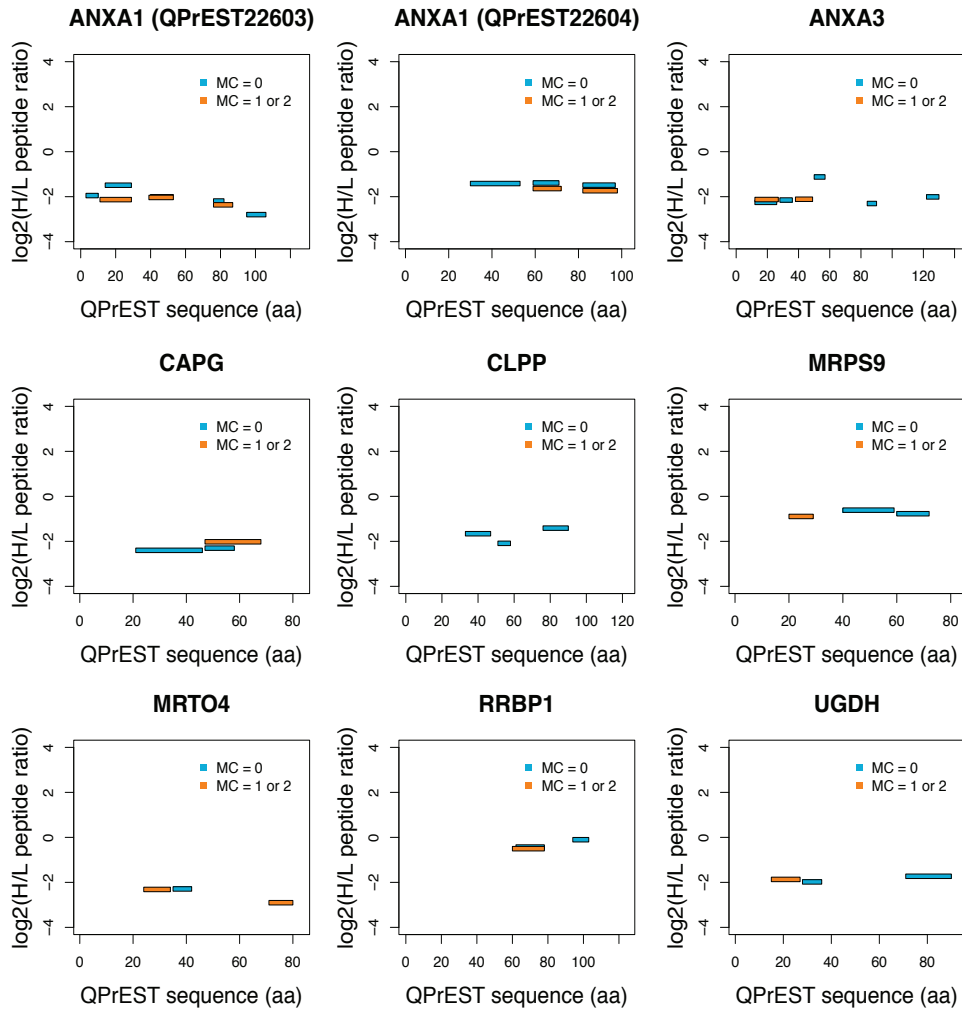 ANXA1 (QPrEST22603)
log2(H/L peptide ratio)
4
2
0
-2
-4
MC = 0
MC = 1 or 2
0 20 40 60 80 100
QPrEST sequence (aa)
ANXA1 (QPrEST22604)
log2(H/L peptide ratio)
4
2
0
-2
-4
MC = 0
MC = 1 or 2
0 20 40 60 80 100
QPrEST sequence (aa)
ANXA3
log2(H/L peptide ratio)
4
2
0
-2
-4
MC = 0
MC = 1 or 2
0 20 40 60 80 120
QPrEST sequence (aa)
CAPG
log2(H/L peptide ratio)
4
2
0
-2
-4
MC = 0
MC = 1 or 2
0 20 40 60 80
QPrEST sequence (aa)
CLPP
log2(H/L peptide ratio)
4
2
0
-2
-4
MC = 0
MC = 1 or 2
0 20 40 60 80 100 120
QPrEST sequence (aa)
MRPS9
log2(H/L peptide ratio)
4
2
0
-2
-4
MC = 0
MC = 1 or 2
0 20 40 60 80
QPrEST sequence (aa)
MRTO4
log2(H/L peptide ratio)
4
2
0
-2
-4
MC = 0
MC = 1 or 2
0 20 40 60 80
QPrEST sequence (aa)
RRBP1
log2(H/L peptide ratio)
4
2
0
-2
-4
MC = 0
MC = 1 or 2
0 20 40 60 80 100
QPrEST sequence (aa)
UGDH
log2(H/L peptide ratio)
4
2
0
-2
-4
MC = 0
MC = 1 or 2
0 20 40 60 80
QPrEST sequence (aa)